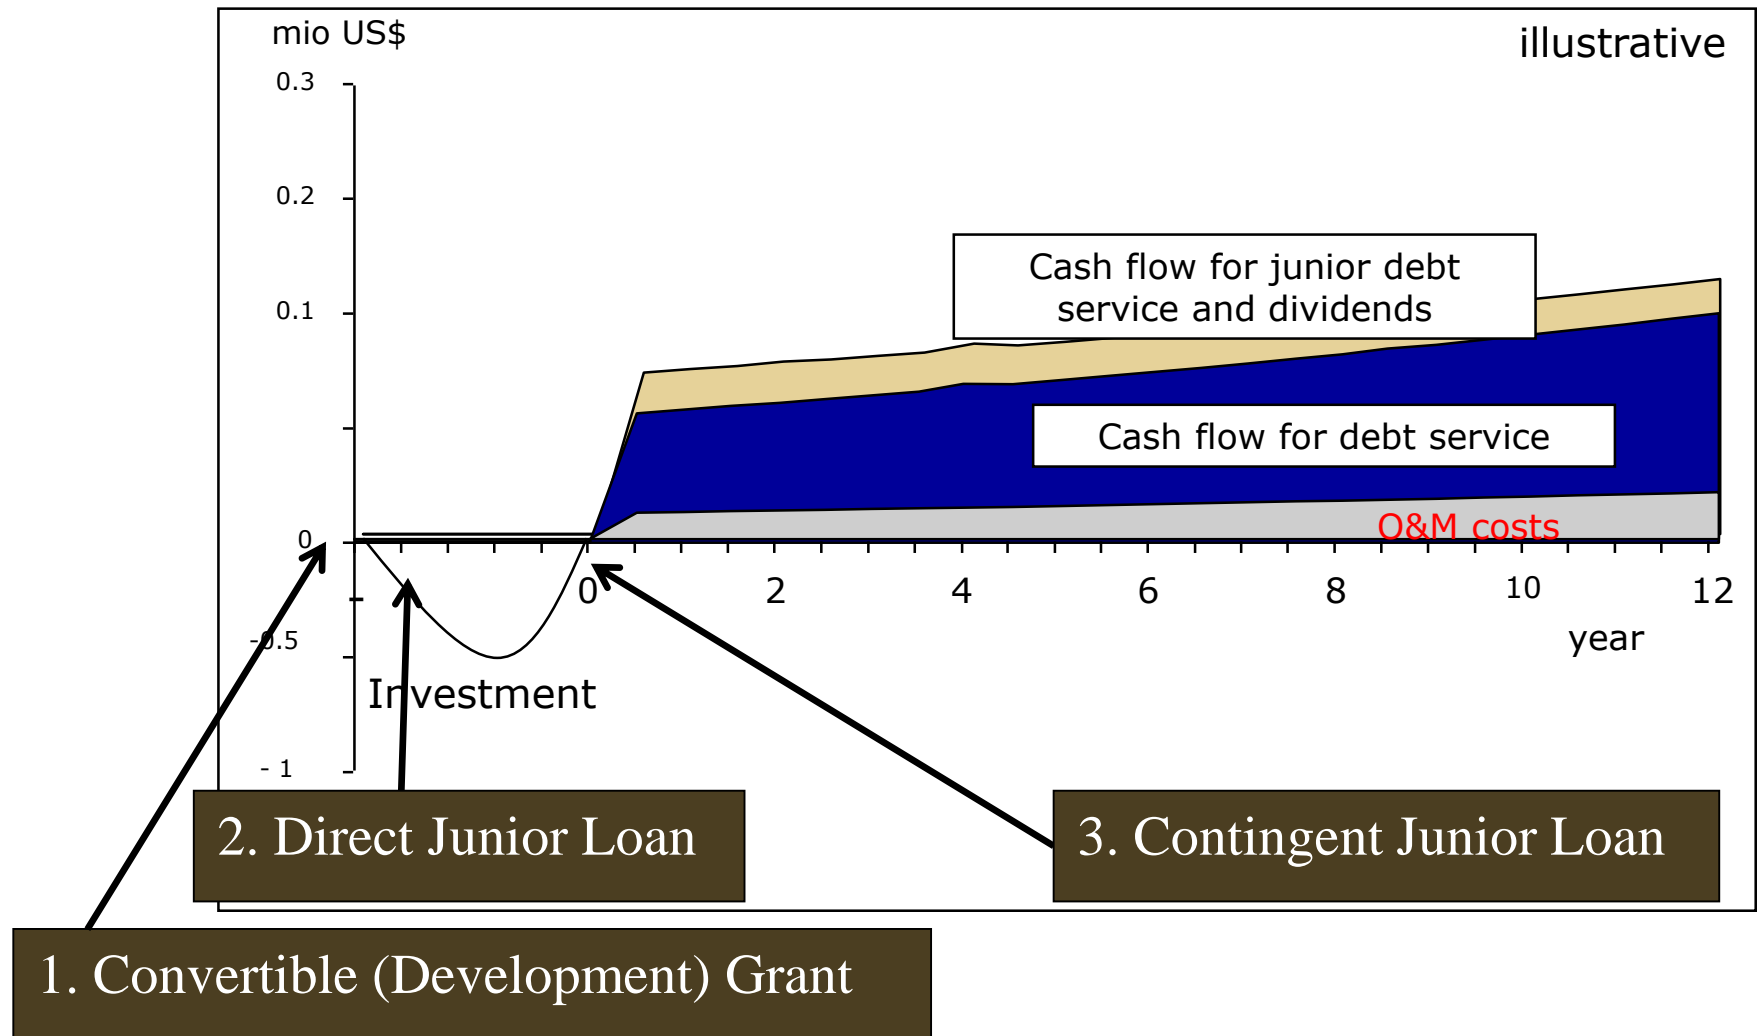 mio US$
illustrative
0.3
0.2
0.1
0
-0.5
- 1
Cash flow for junior debt
service and dividends
Cash flow for debt service
O&M costs
0 2 4 6 8 10 12
year
Investment
2. Direct Junior Loan
3. Contingent Junior Loan
1. Convertible (Development) Grant